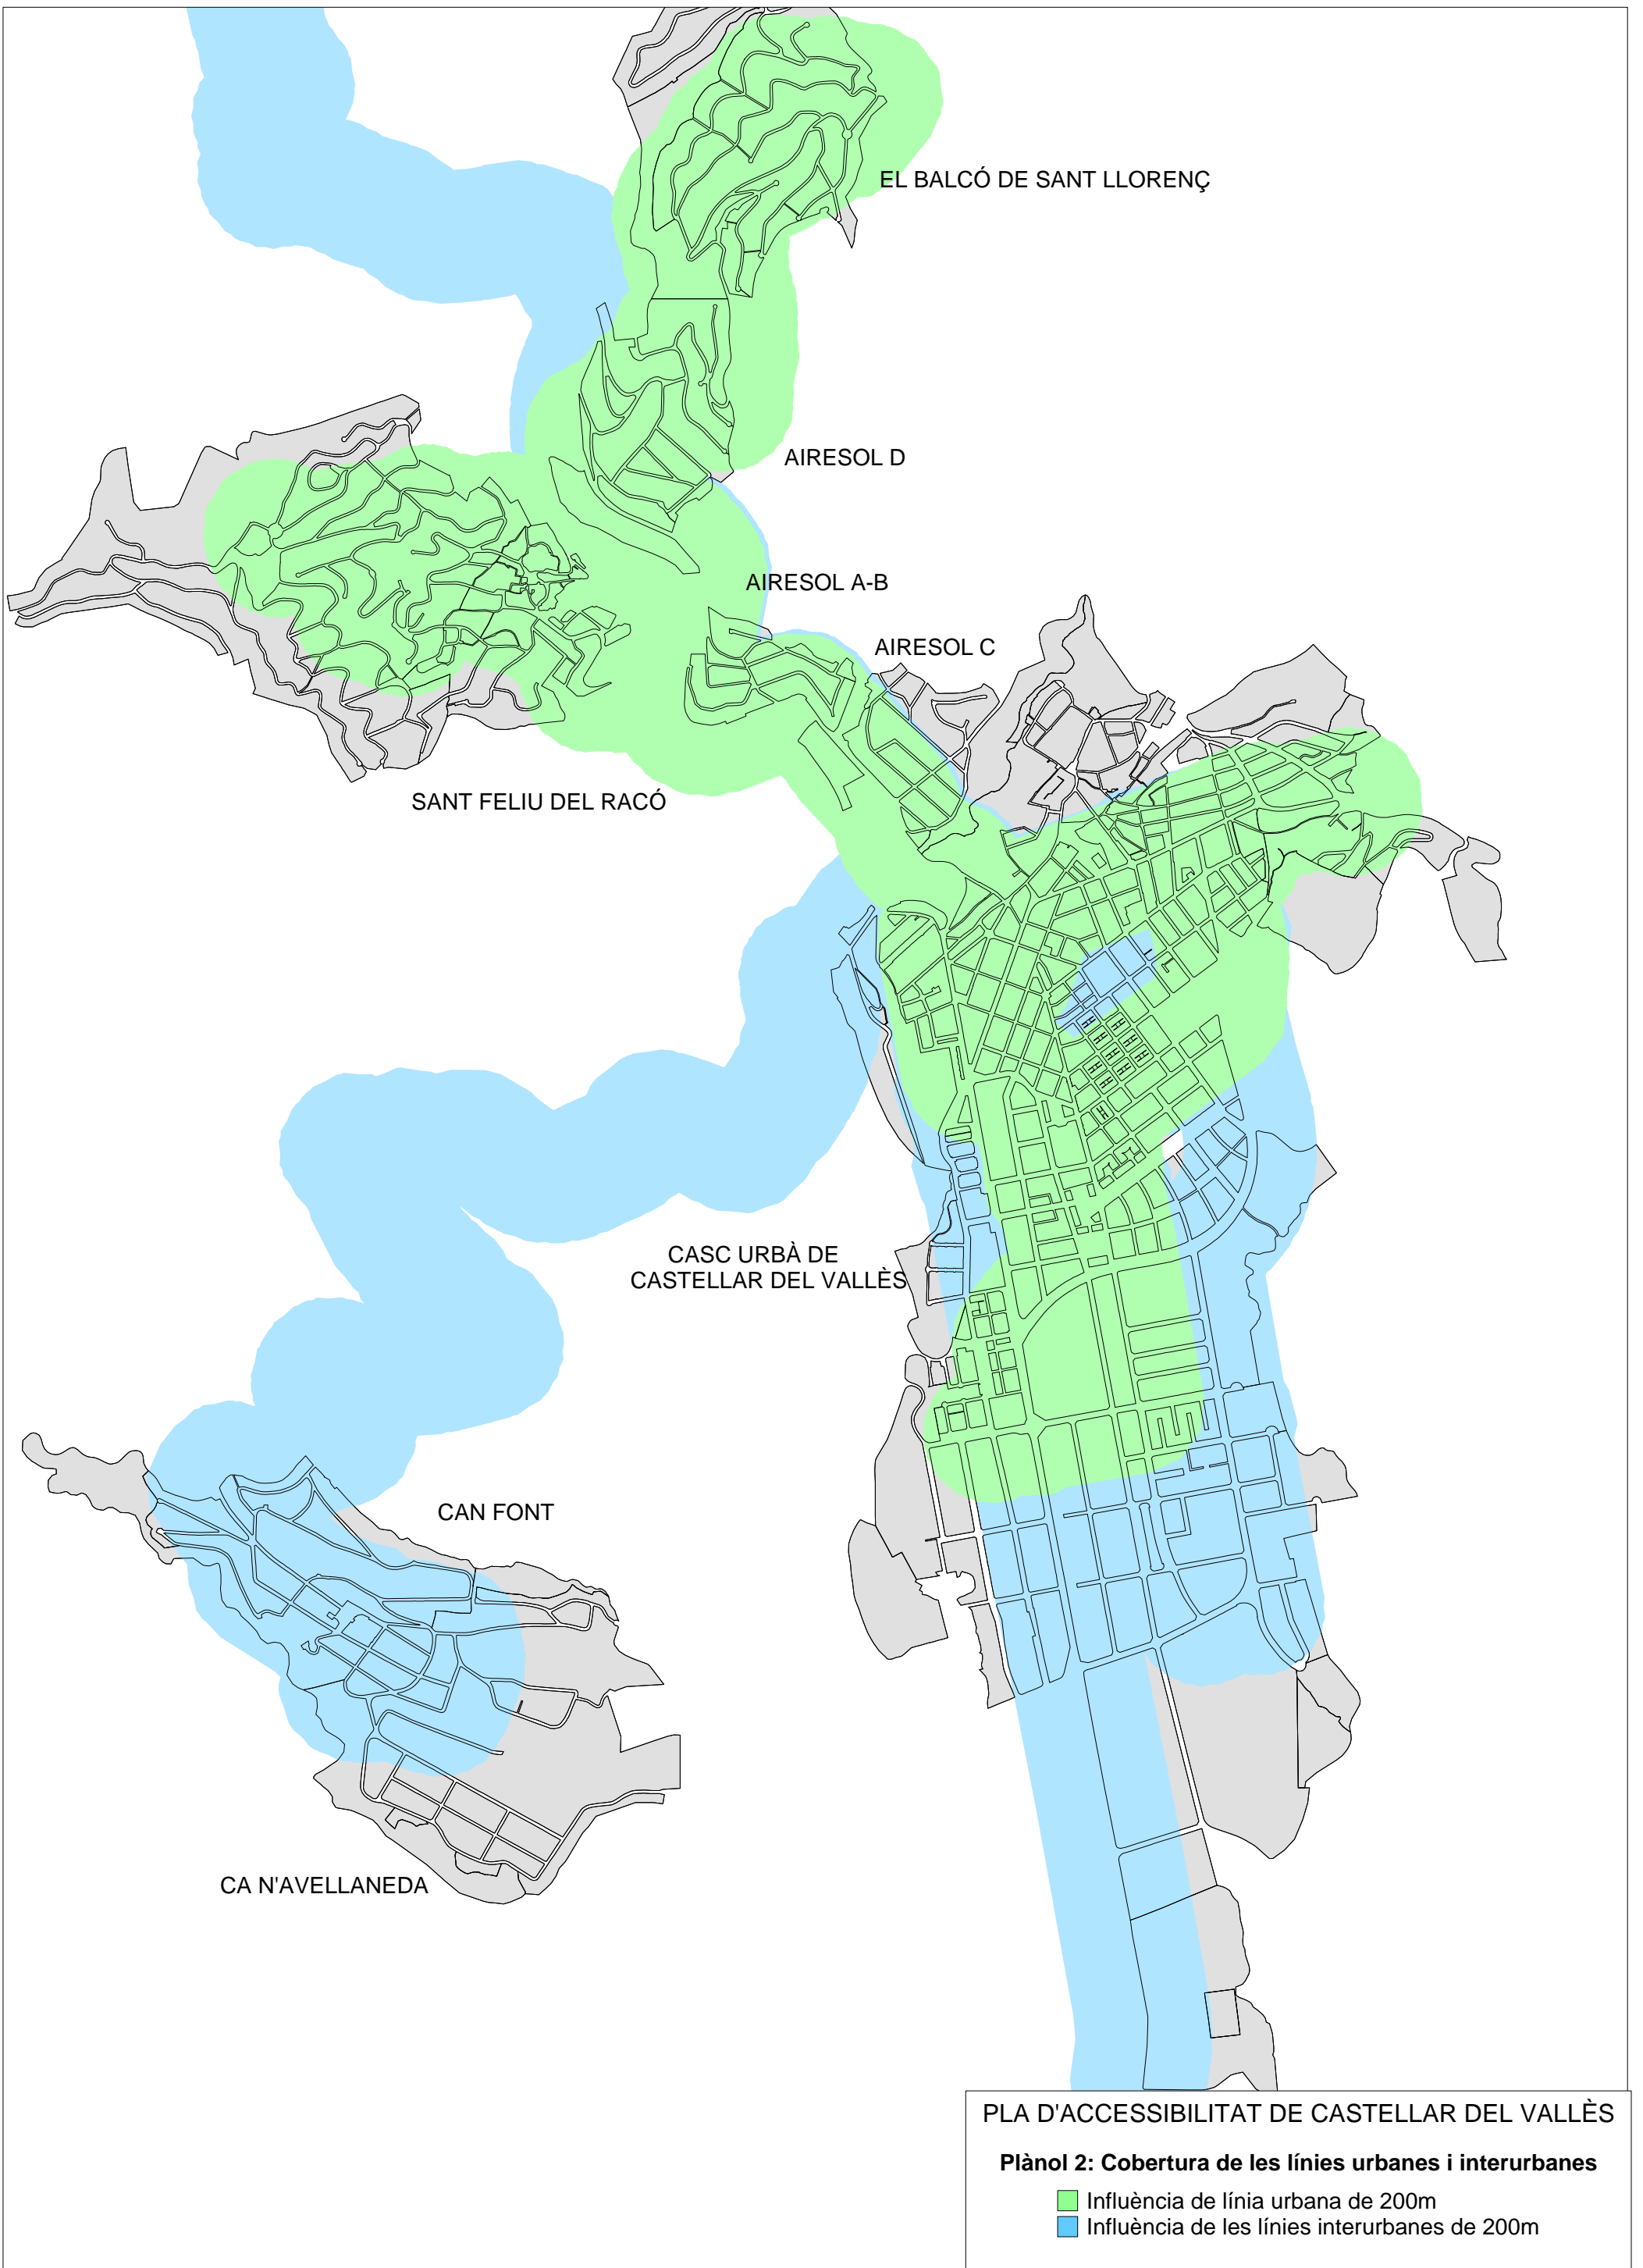 EL BALCÓ DE SANT LLORENÇ
AIRESOL D
AIRESOL A-B
AIRESOL C
SANT FELIU DEL RACÓ
CASC URBÀ DE
CASTELLAR DEL VALLÈS
CAN FONT
CA N'AVELLANEDA
PLA D'ACCESSIBILITAT DE CASTELLAR DEL VALLÈS
Plànol 2: Cobertura de les línies urbanes i interurbanes
Influència de línia urbana de 200m
Influència de les línies interurbanes de 200m